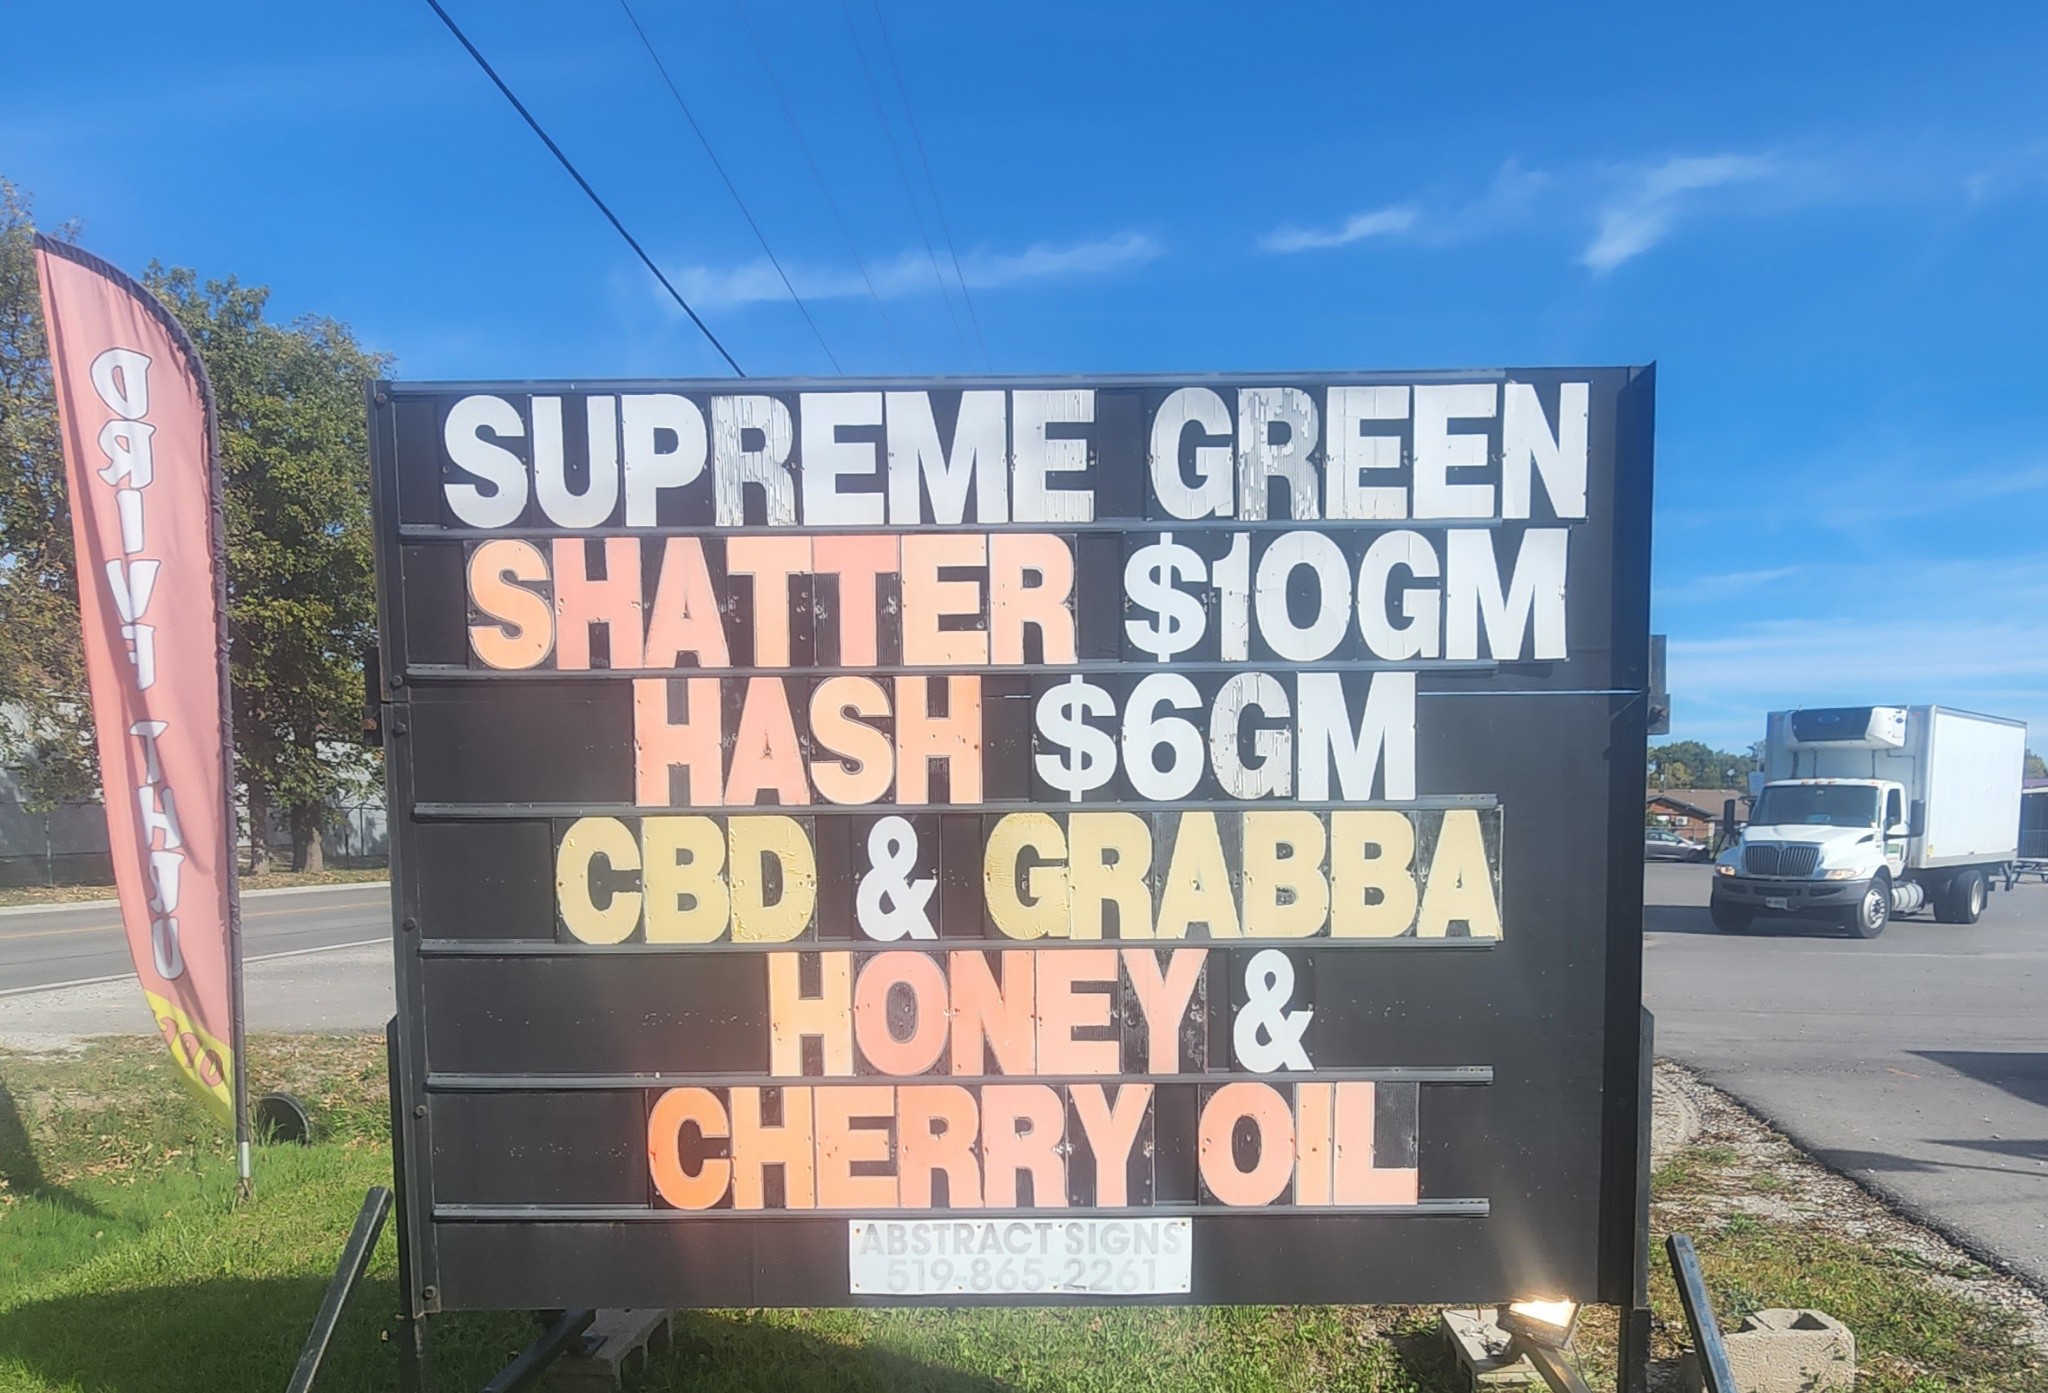 SUPREME GREEN
SHATTER $10GM
HASH $6GM
CBD & GRABBA
HONEY &
CHERRY OIL
ABSTRACT SIGNS
519-865-2261
DRIVE THRU